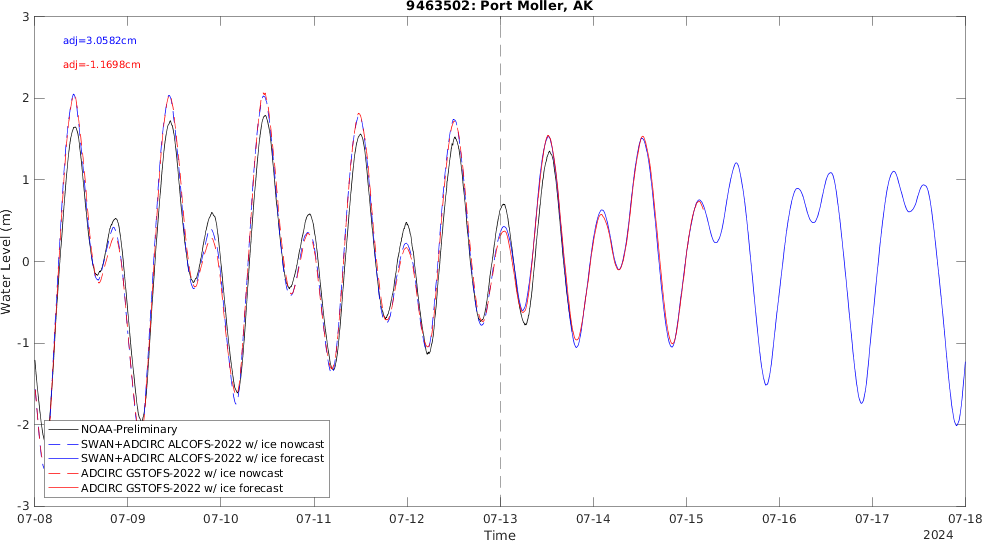 9463502: Port Moller, AK
adj=3.0582cm
adj=-1.1698cm
Water Level (m)
3
2
1
0
-1
-2
-3
NOAA-Preliminary
SWAN+ADCIRC ALCOFS-2022 w/ ice nowcast
SWAN+ADCIRC ALCOFS-2022 w/ ice forecast
ADCIRC GSTOFS-2022 w/ ice nowcast
ADCIRC GSTOFS-2022 w/ ice forecast
07-08 07-09 07-10 07-11 07-12 07-13 07-14 07-15 07-16 07-17 07-18
Time
2024